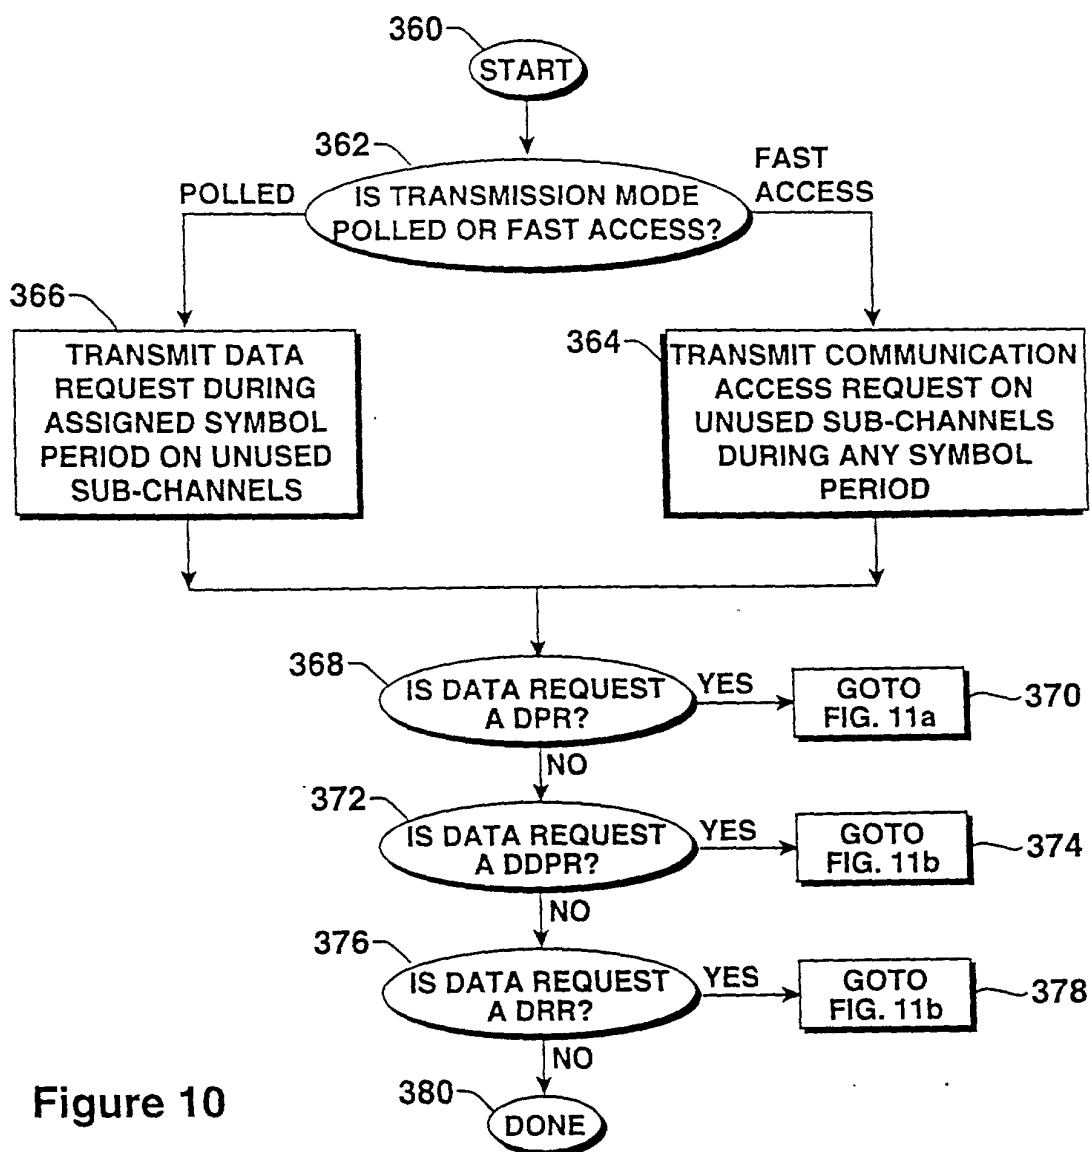 360
START
362
IS TRANSMISSION MODE
POLLED OR FAST ACCESS?
POLLED
FAST
ACCESS
366
TRANSMIT DATA
REQUEST DURING
ASSIGNED SYMBOL
PERIOD ON UNUSED
SUB-CHANNELS
364
TRANSMIT COMMUNICATION
ACCESS REQUEST ON
UNUSED SUB-CHANNELS
DURING ANY SYMBOL
PERIOD
368
IS DATA REQUEST
A DPR?
YES
GOTO
FIG. 11a
370
NO
372
IS DATA REQUEST
A DDPR?
YES
GOTO
FIG. 11b
374
NO
376
IS DATA REQUEST
A DRR?
YES
GOTO
FIG. 11b
378
NO
380
DONE
Figure 10